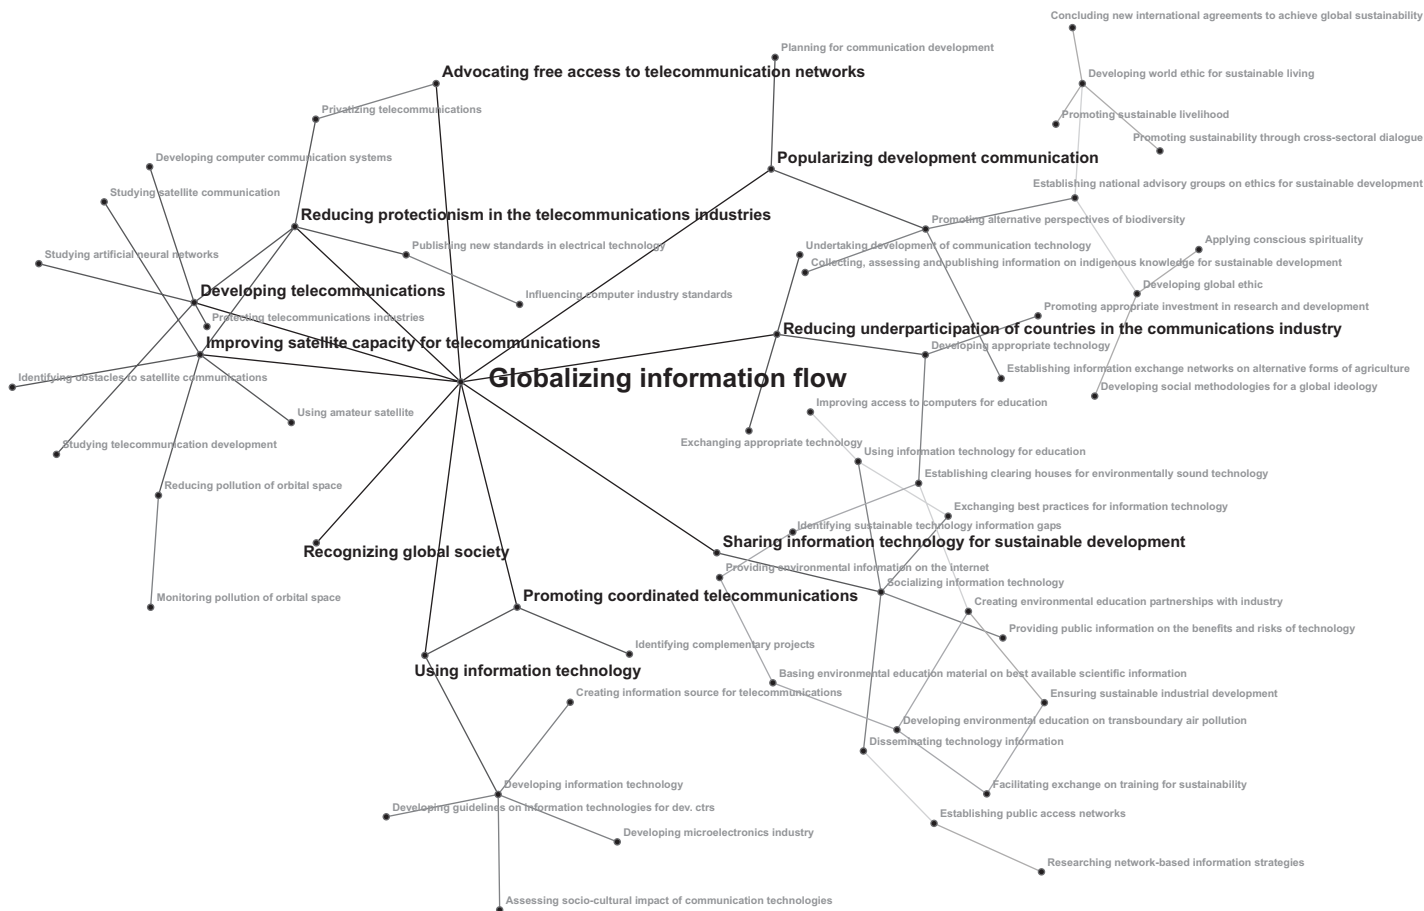 Concluding new international agreements to achieve global sustainability
Planning for communication development
Advocating free access to telecommunication networks
Developing world ethic for sustainable living
Privatizing telecommunications
Promoting sustainable livelihood
Promoting sustainability through cross-sectoral dialogue
Developing computer communication systems
Popularizing development communication
Studying satellite communication
Establishing national advisory groups on ethics for sustainable development
Reducing protectionism in the telecommunications industries
Promoting alternative perspectives of biodiversity
Publishing new standards in electrical technology
Undertaking development of communication technology
Applying conscious spirituality
Studying artificial neural networks
Collecting, assessing and publishing information on indigenous knowledge for sustainable development
Developing global ethic
Developing telecommunications
Influencing computer industry standards
Promoting appropriate investment in research and development
Protecting telecommunications industries
Reducing underparticipation of countries in the communications industry
Improving satellite capacity for telecommunications
Developing appropriate technology
Establishing information exchange networks on alternative forms of agriculture
Identifying obstacles to satellite communications
Globalizing information flow
Developing social methodologies for a global ideology
Improving access to computers for education
Using amateur satellite
Exchanging appropriate technology
Studying telecommunication development
Using information technology for education
Establishing clearing houses for environmentally sound technology
Reducing pollution of orbital space
Exchanging best practices for information technology
Identifying sustainable technology information gaps
Sharing information technology for sustainable development
Recognizing global society
Providing environmental information on the internet
Socializing information technology
Promoting coordinated telecommunications
Monitoring pollution of orbital space
Creating environmental education partnerships with industry
Providing public information on the benefits and risks of technology
Identifying complementary projects
Using information technology
Basing environmental education material on best available scientific information
Creating information source for telecommunications
Ensuring sustainable industrial development
Developing environmental education on transboundary air pollution
Disseminating technology information
Developing information technology
Facilitating exchange on training for sustainability
Developing guidelines on information technologies for dev. ctrs
Establishing public access networks
Developing microelectronics industry
Researching network-based information strategies
Assessing socio-cultural impact of communication technologies